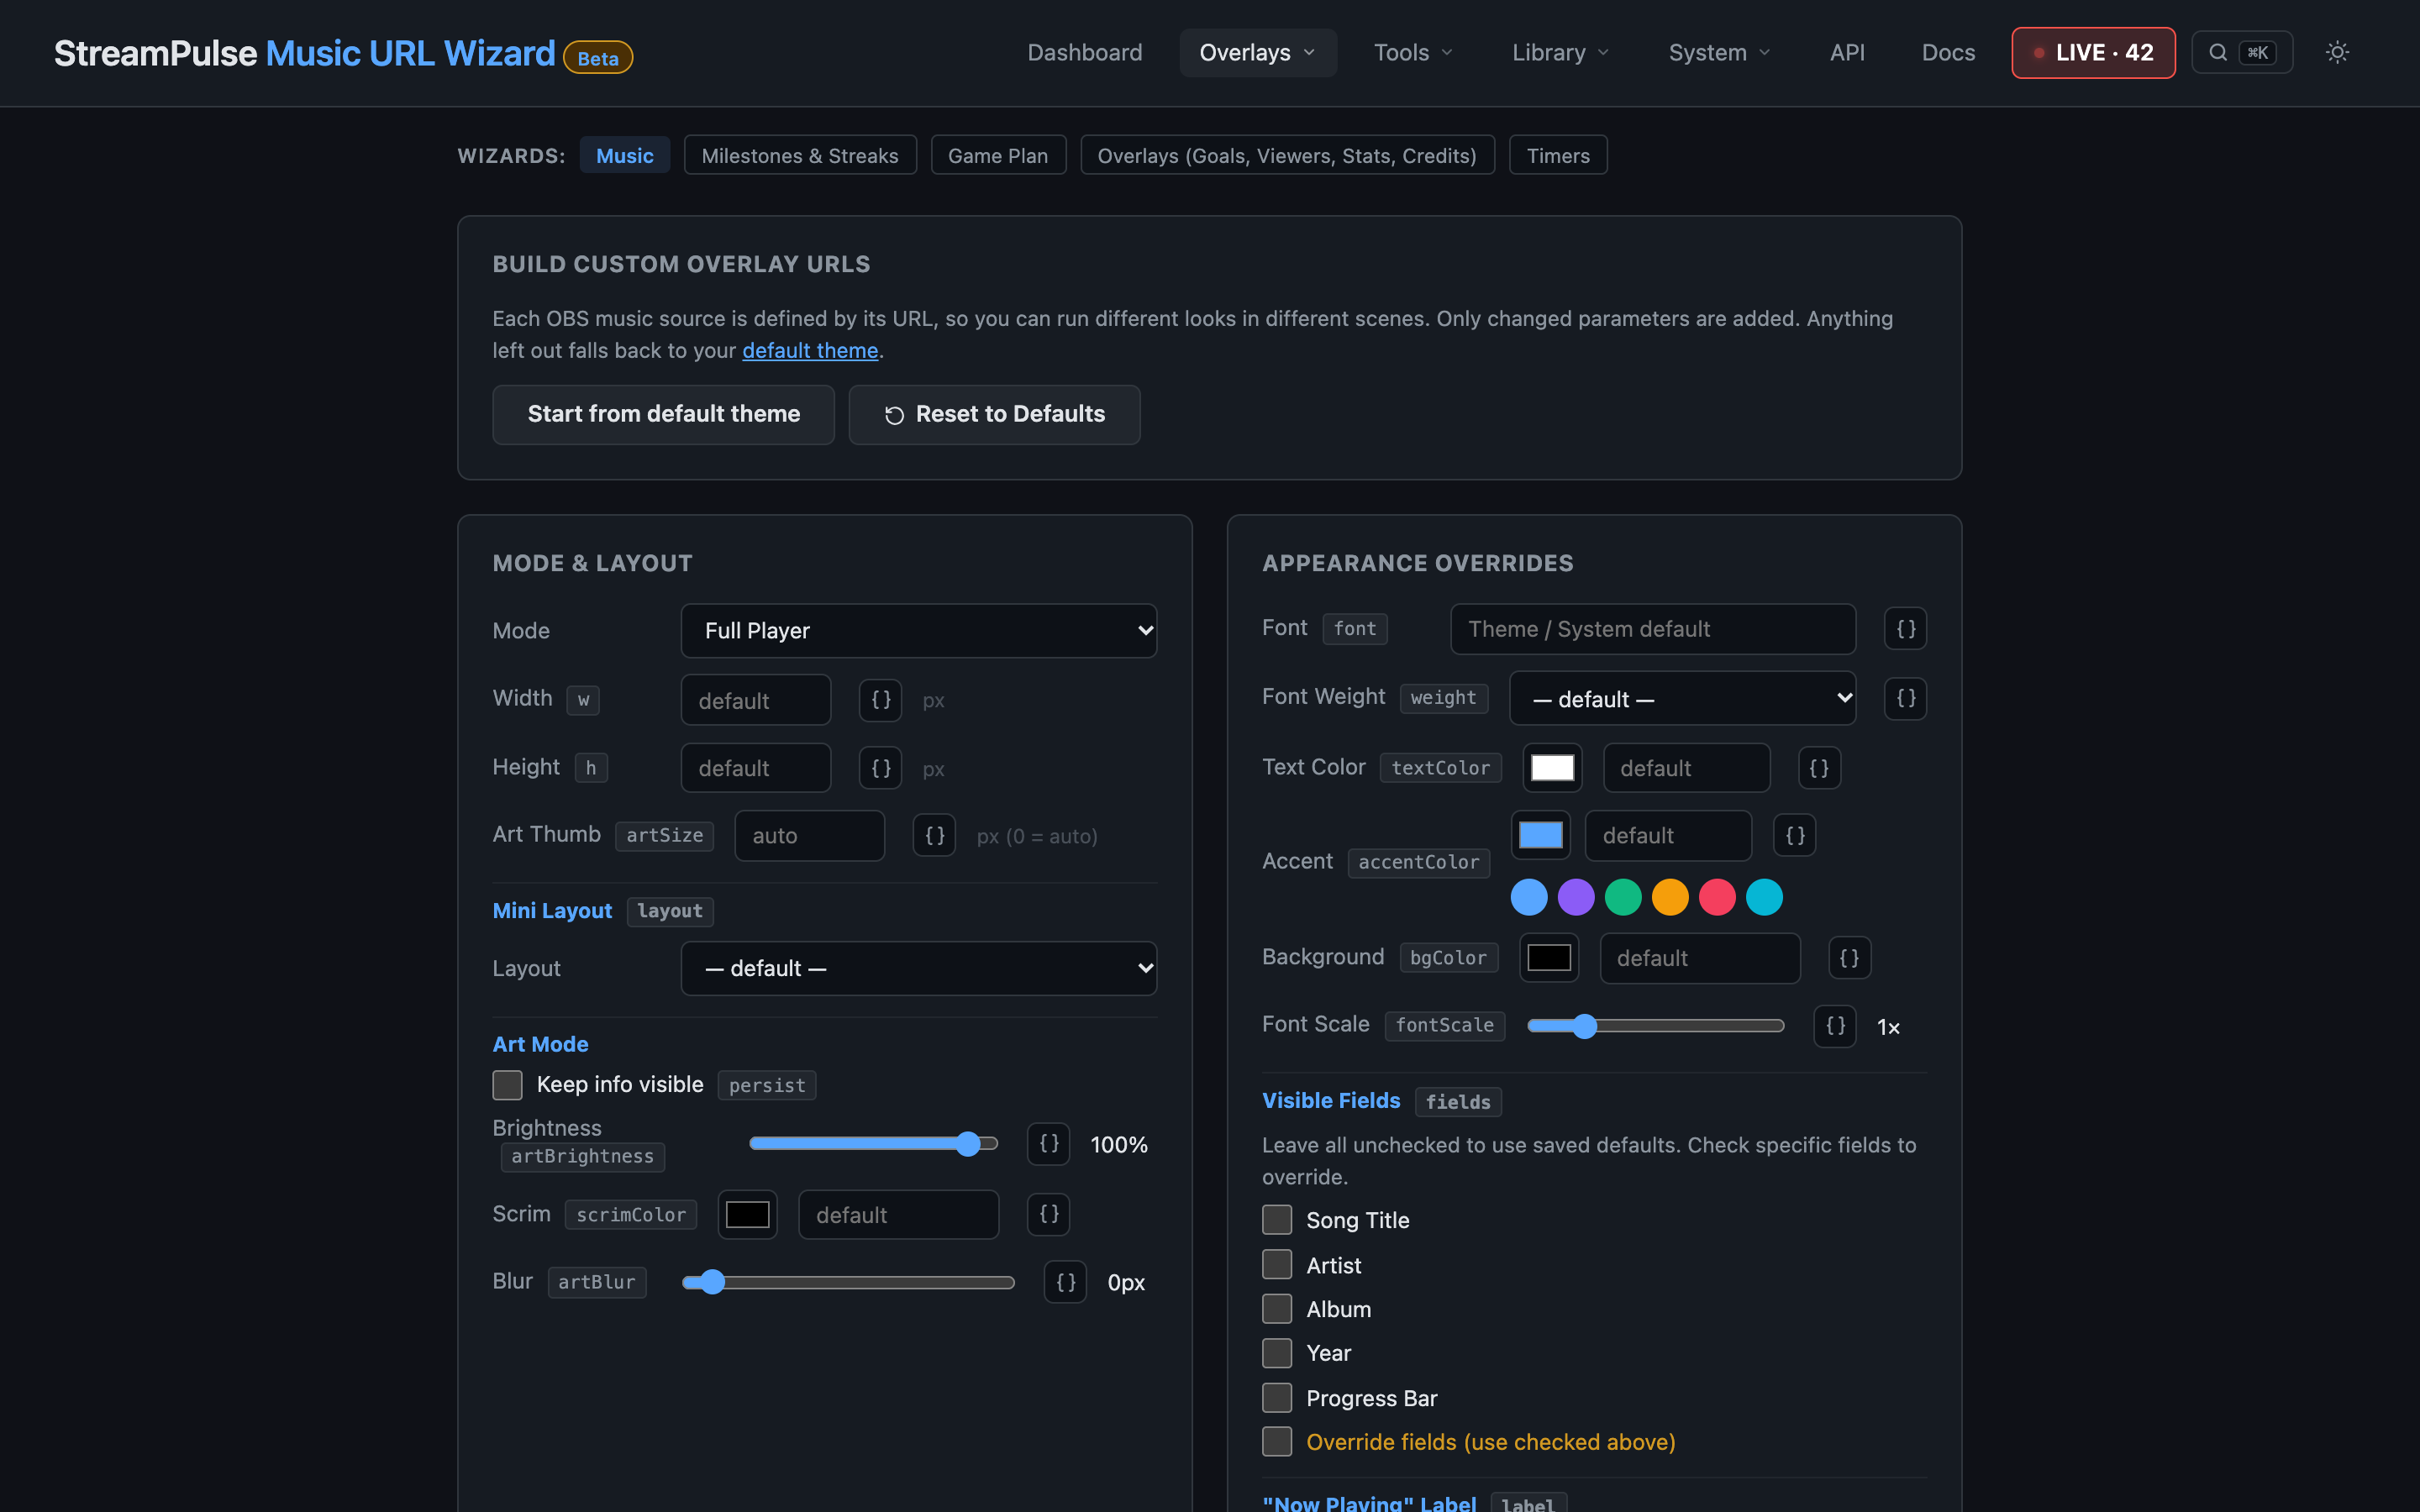 StreamPulse Music URL Wizard Beta
Dashboard Overlays Tools Library System API Docs LIVE · 42 ⌘K
WIZARDS: Music Milestones & Streaks Game Plan Overlays (Goals, Viewers, Stats, Credits) Timers
BUILD CUSTOM OVERLAY URLS
Each OBS music source is defined by its URL, so you can run different looks in different scenes. Only changed parameters are added. Anything
left out falls back to your default theme.
Start from default theme Reset to Defaults
MODE & LAYOUT
Mode Full Player
Width w default {} px
Height h default {} px
Art Thumb artSize auto {} px (0 = auto)
Mini Layout layout
Layout — default —
Art Mode
Keep info visible persist
Brightness
artBrightness {} 100%
Scrim scrimColor default {}
Blur artBlur {} 0px
APPEARANCE OVERRIDES
Font font Theme / System default {}
Font Weight weight — default — {}
Text Color textColor default {}
Accent accentColor default {}
Background bgColor default {}
Font Scale fontScale {} 1×
Visible Fields fields
Leave all unchecked to use saved defaults. Check specific fields to
override.
Song Title
Artist
Album
Year
Progress Bar
Override fields (use checked above)
"Now Playing" Label label